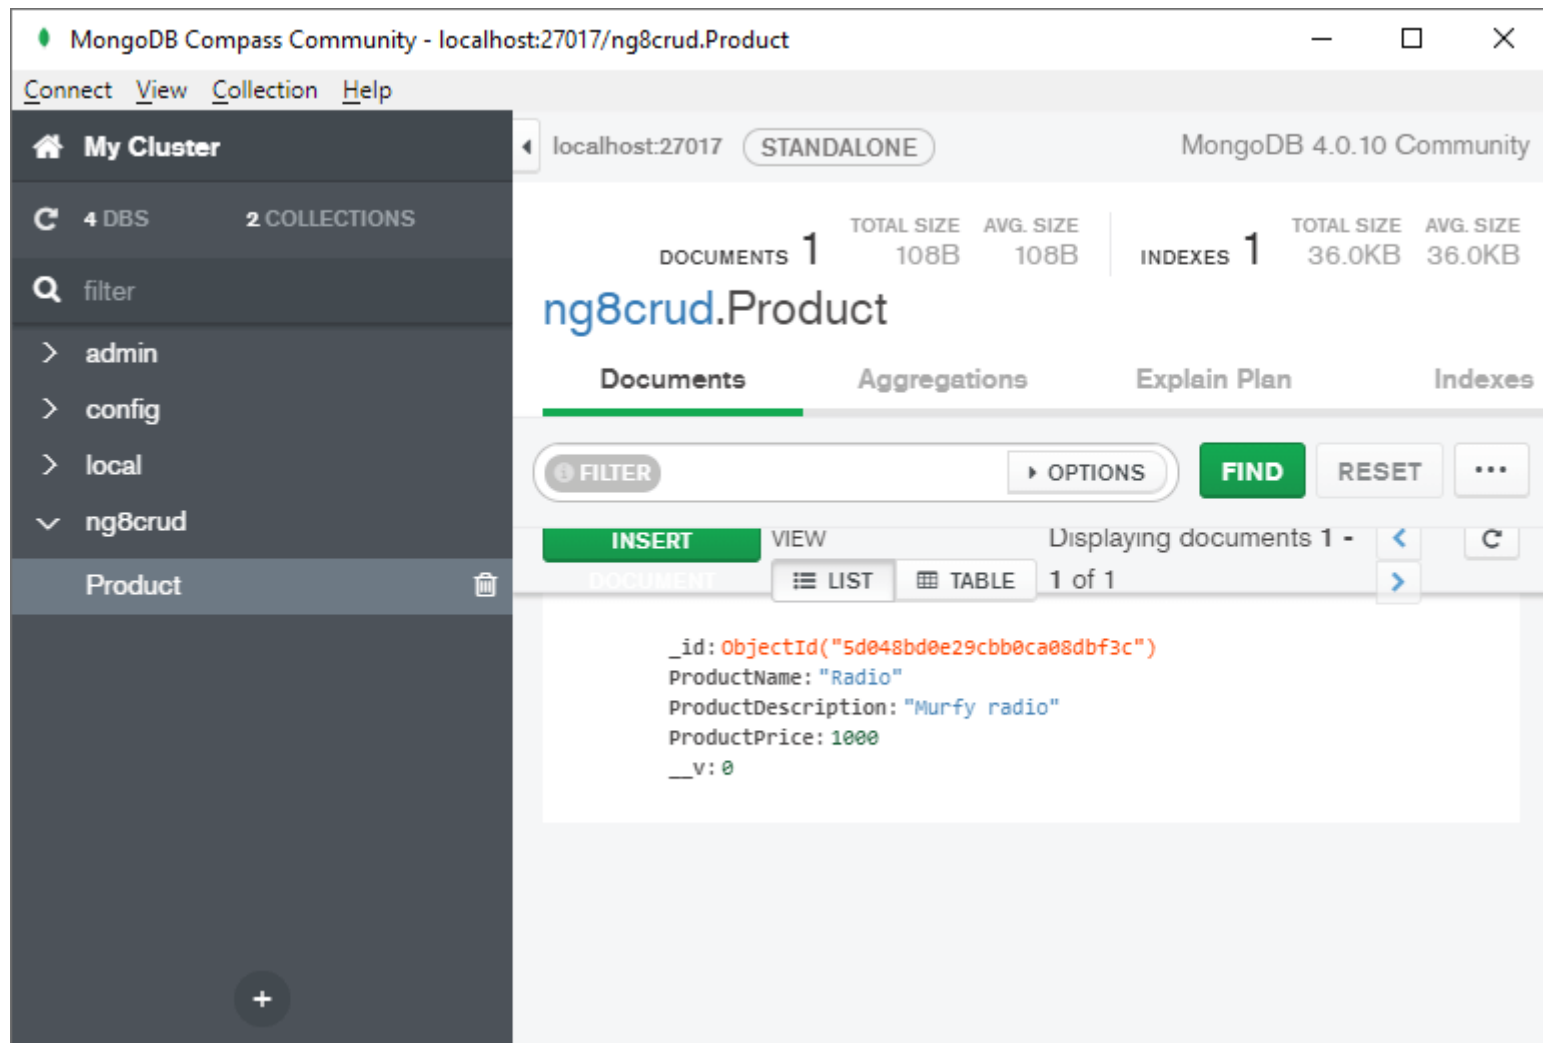 MongoDB Compass Community - localhost:27017/ng8crud.Product
Connect View Collection Help
My Cluster
4 DBS 2 COLLECTIONS
filter
admin
config
local
ng8crud
Product
localhost:27017 STANDALONE MongoDB 4.0.10 Community
DOCUMENTS 1 TOTAL SIZE 108B AVG. SIZE 108B INDEXES 1 TOTAL SIZE 36.0KB AVG. SIZE 36.0KB
ng8crud.Product
Documents Aggregations Explain Plan Indexes
FILTER OPTIONS FIND RESET ...
INSERT DOCUMENT VIEW LIST TABLE
Displaying documents 1 -
1 of 1
_id: ObjectId("5d048bd0e29cbb0ca08dbf3c")
ProductName: "Radio"
ProductDescription: "Murfy radio"
ProductPrice: 1000
__v: 0